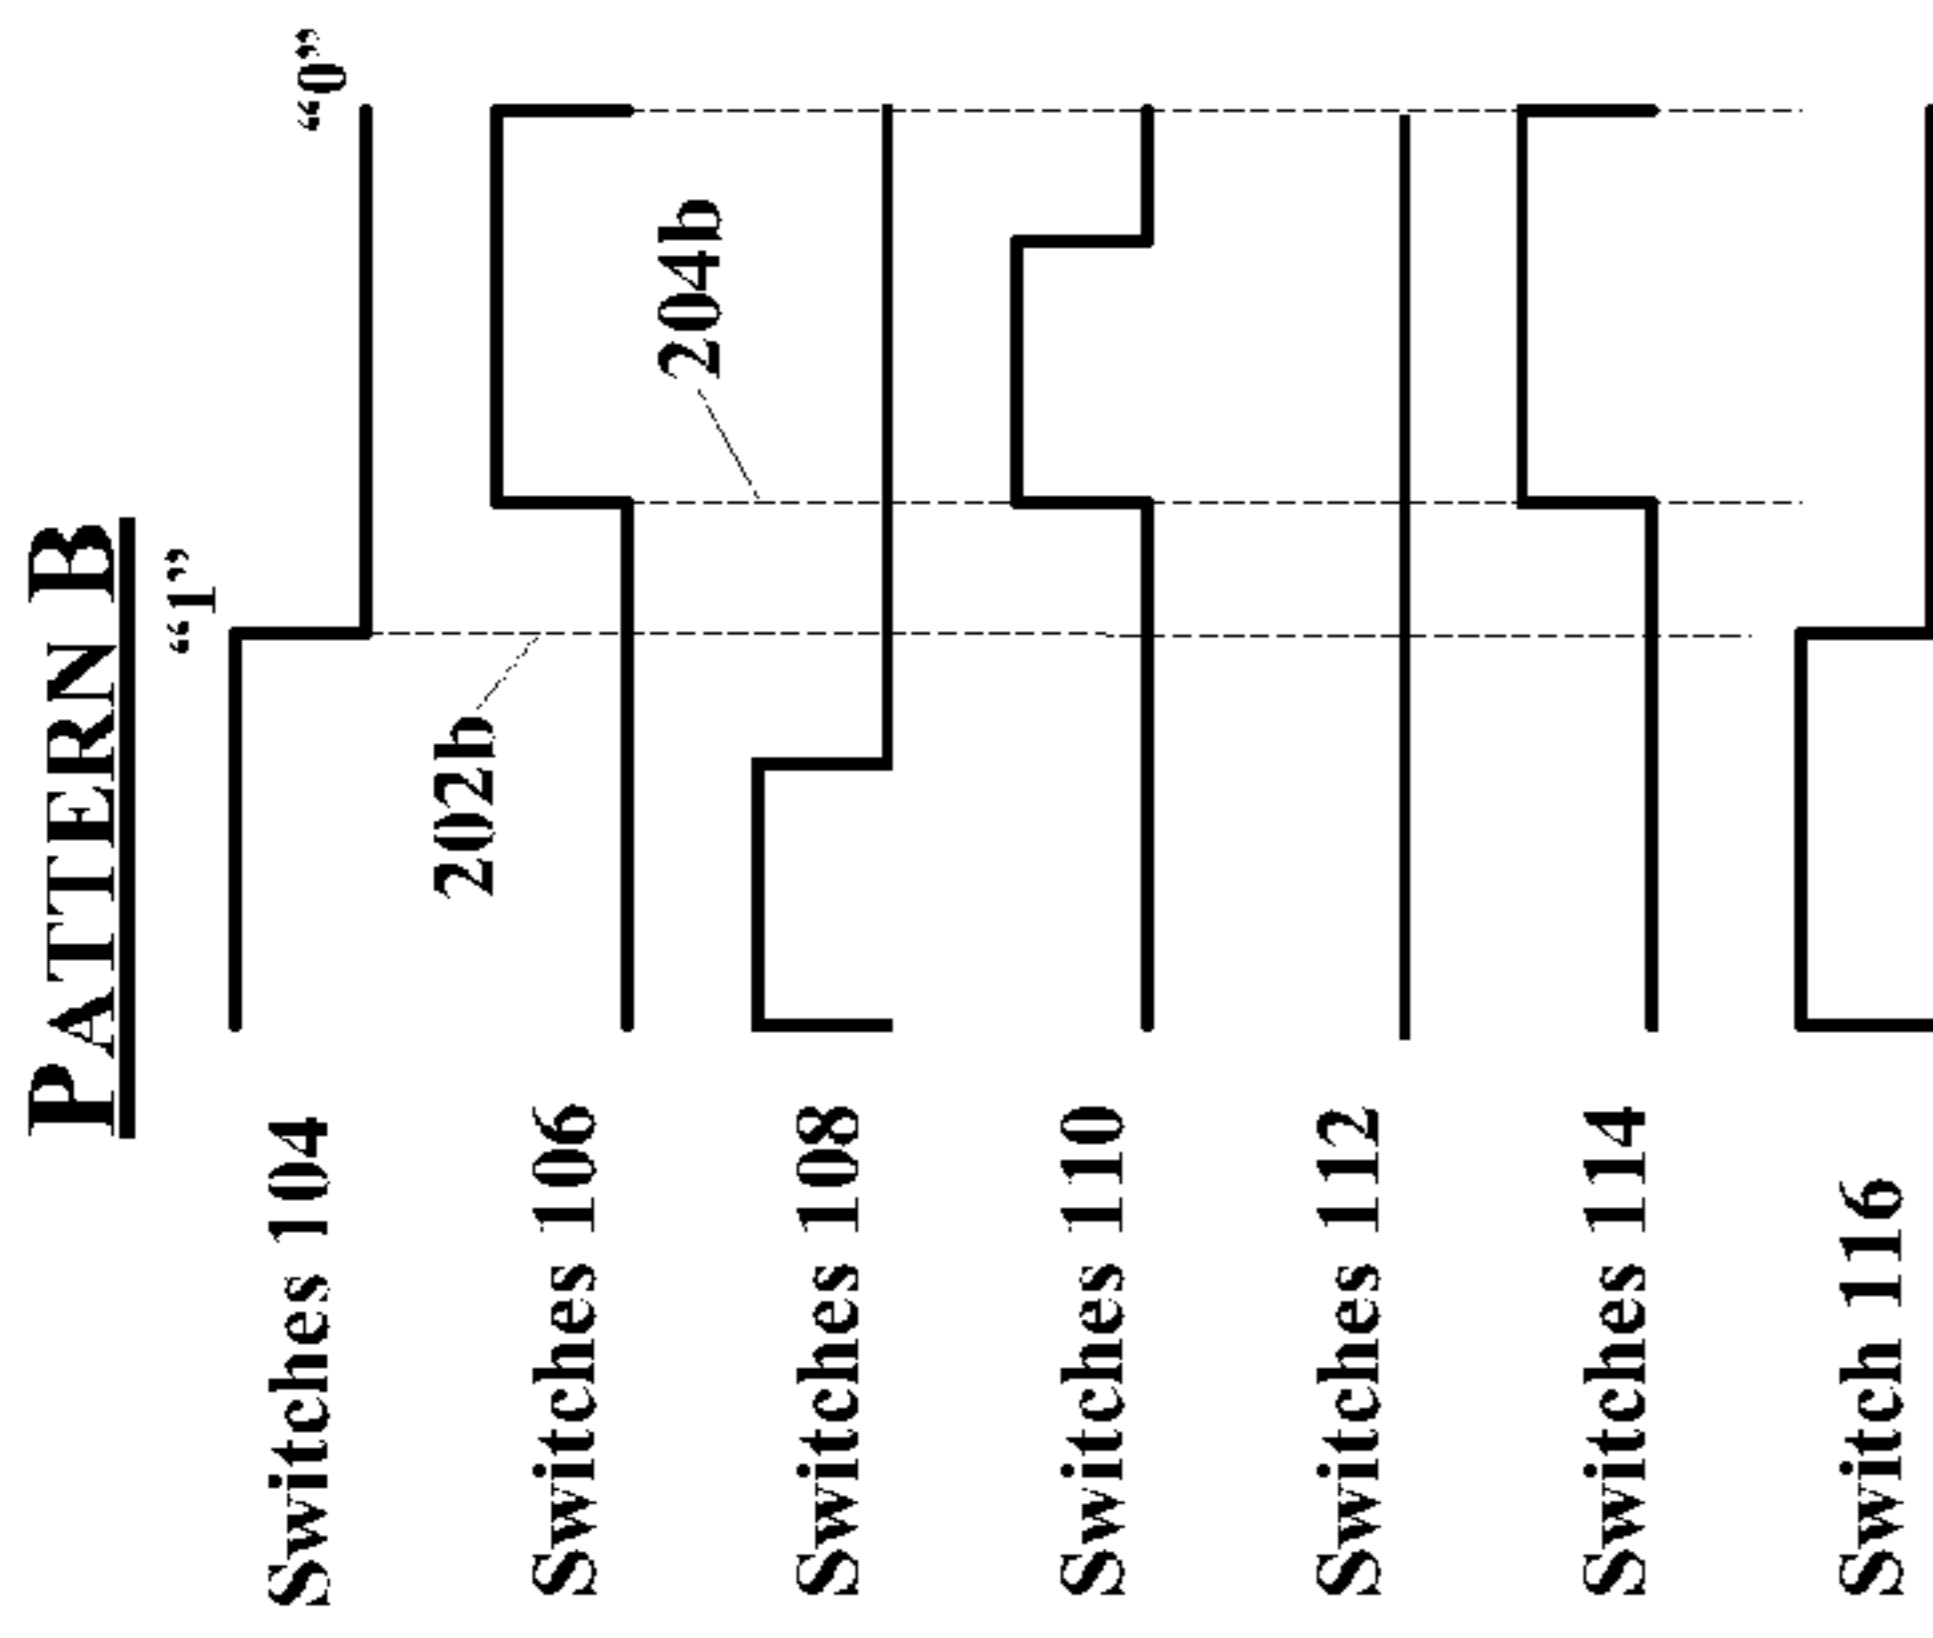 PATTERN B
“1”
“0”
Switches 104
202b
Switches 106
204b
Switches 108
Switches 110
Switches 112
Switches 114
Switch 116